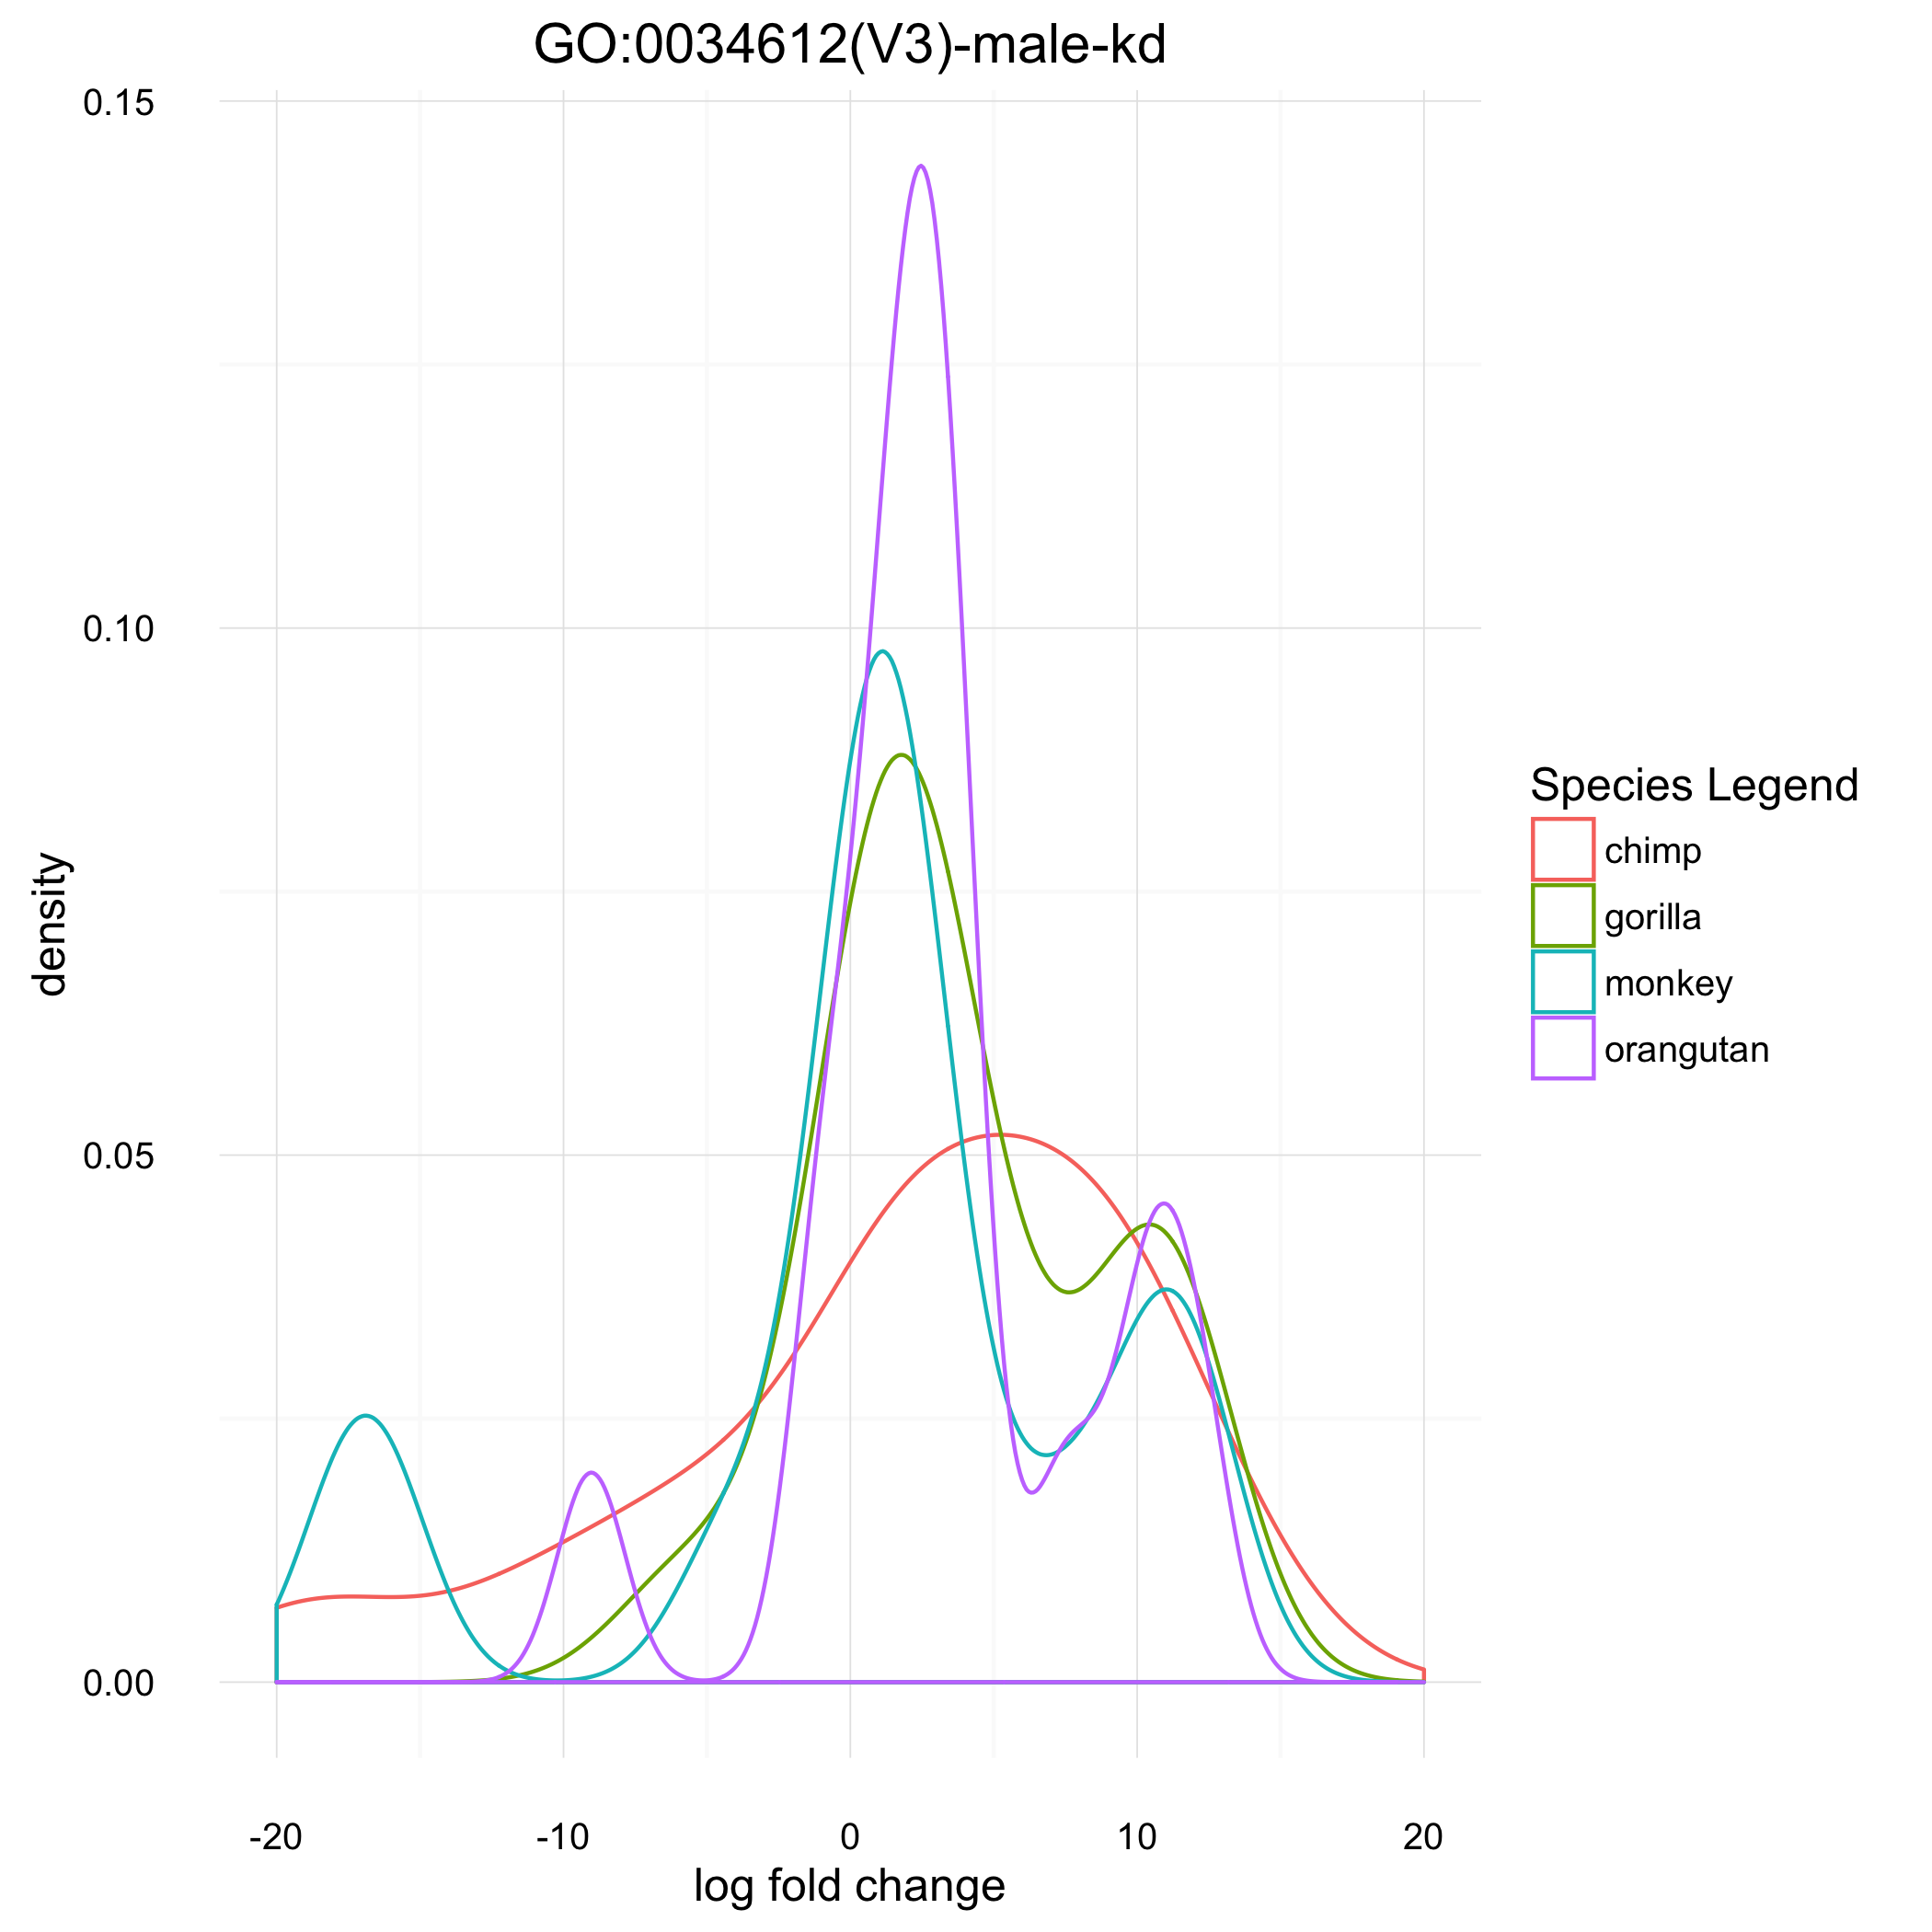 GO:0034612(V3)-male-kd
0.15
0.10
0.05
0.00
density
-20 -10 0 10 20
log fold change
Species Legend
chimp
gorilla
monkey
orangutan